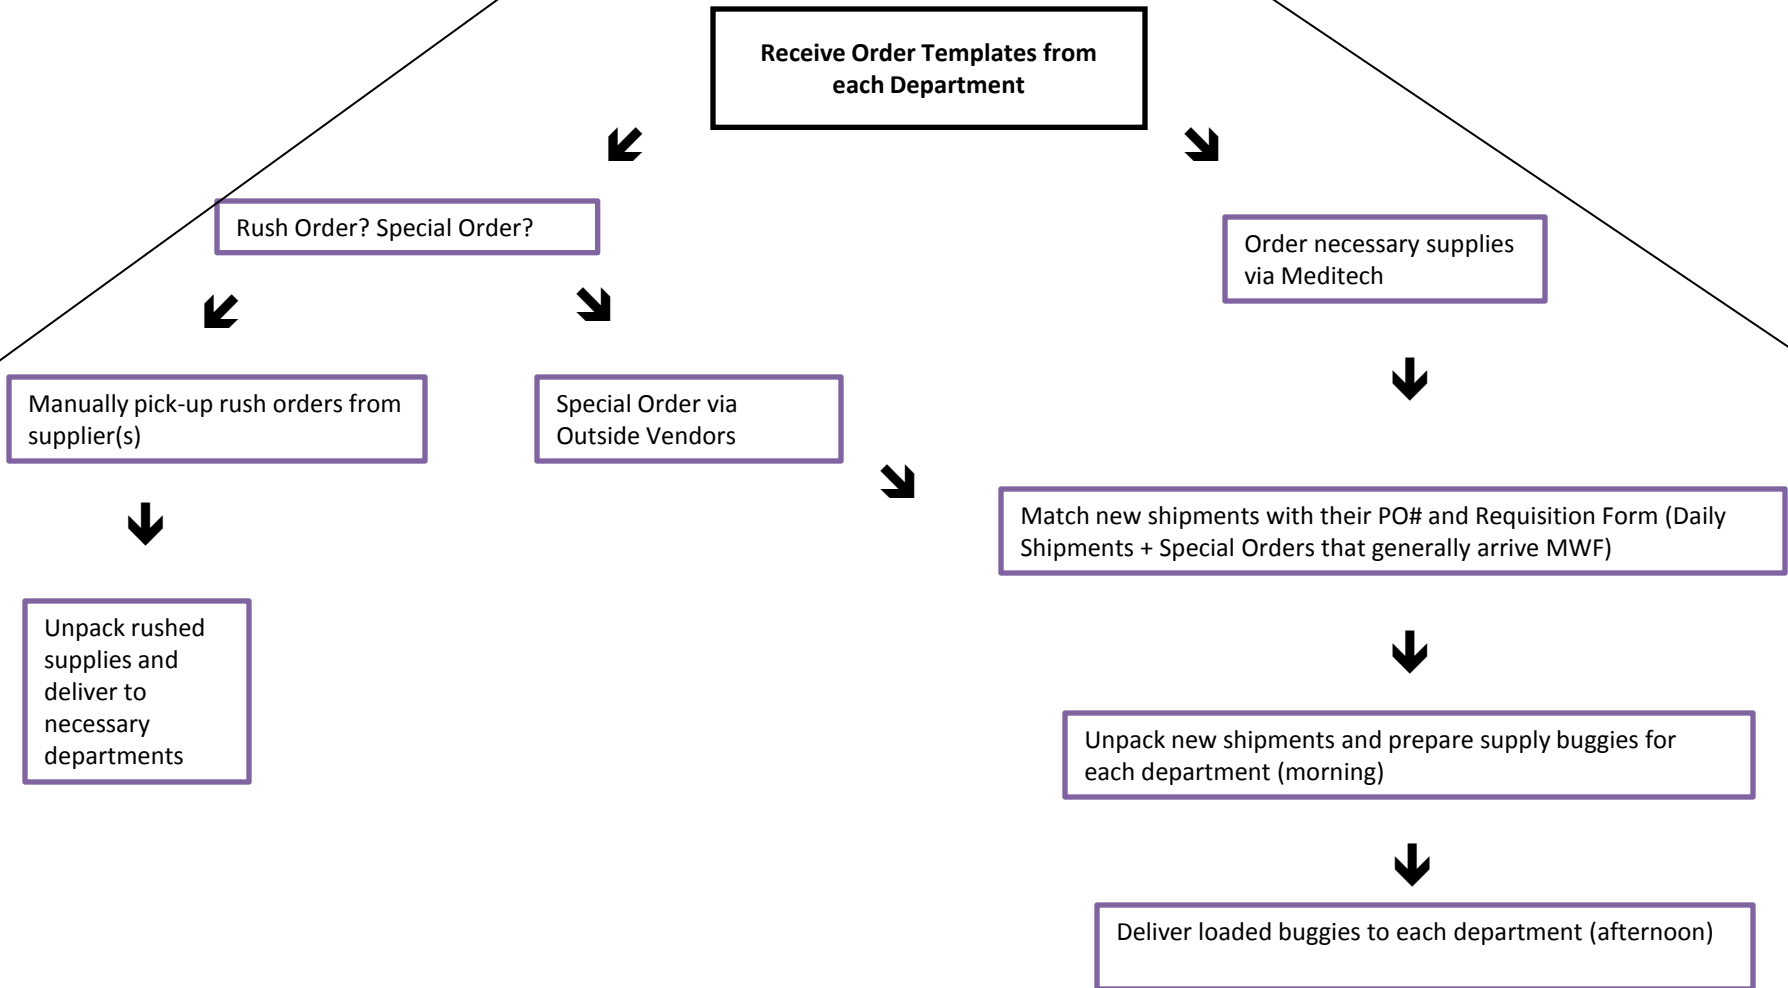 Receive Order Templates from
each Department
Rush Order? Special Order?
Order necessary supplies
via Meditech
Manually pick-up rush orders from
supplier(s)
Special Order via
Outside Vendors
Match new shipments with their PO# and Requisition Form (Daily
Shipments + Special Orders that generally arrive MWF)
Unpack rushed
supplies and
deliver to
necessary
departments
Unpack new shipments and prepare supply buggies for
each department (morning)
Deliver loaded buggies to each department (afternoon)